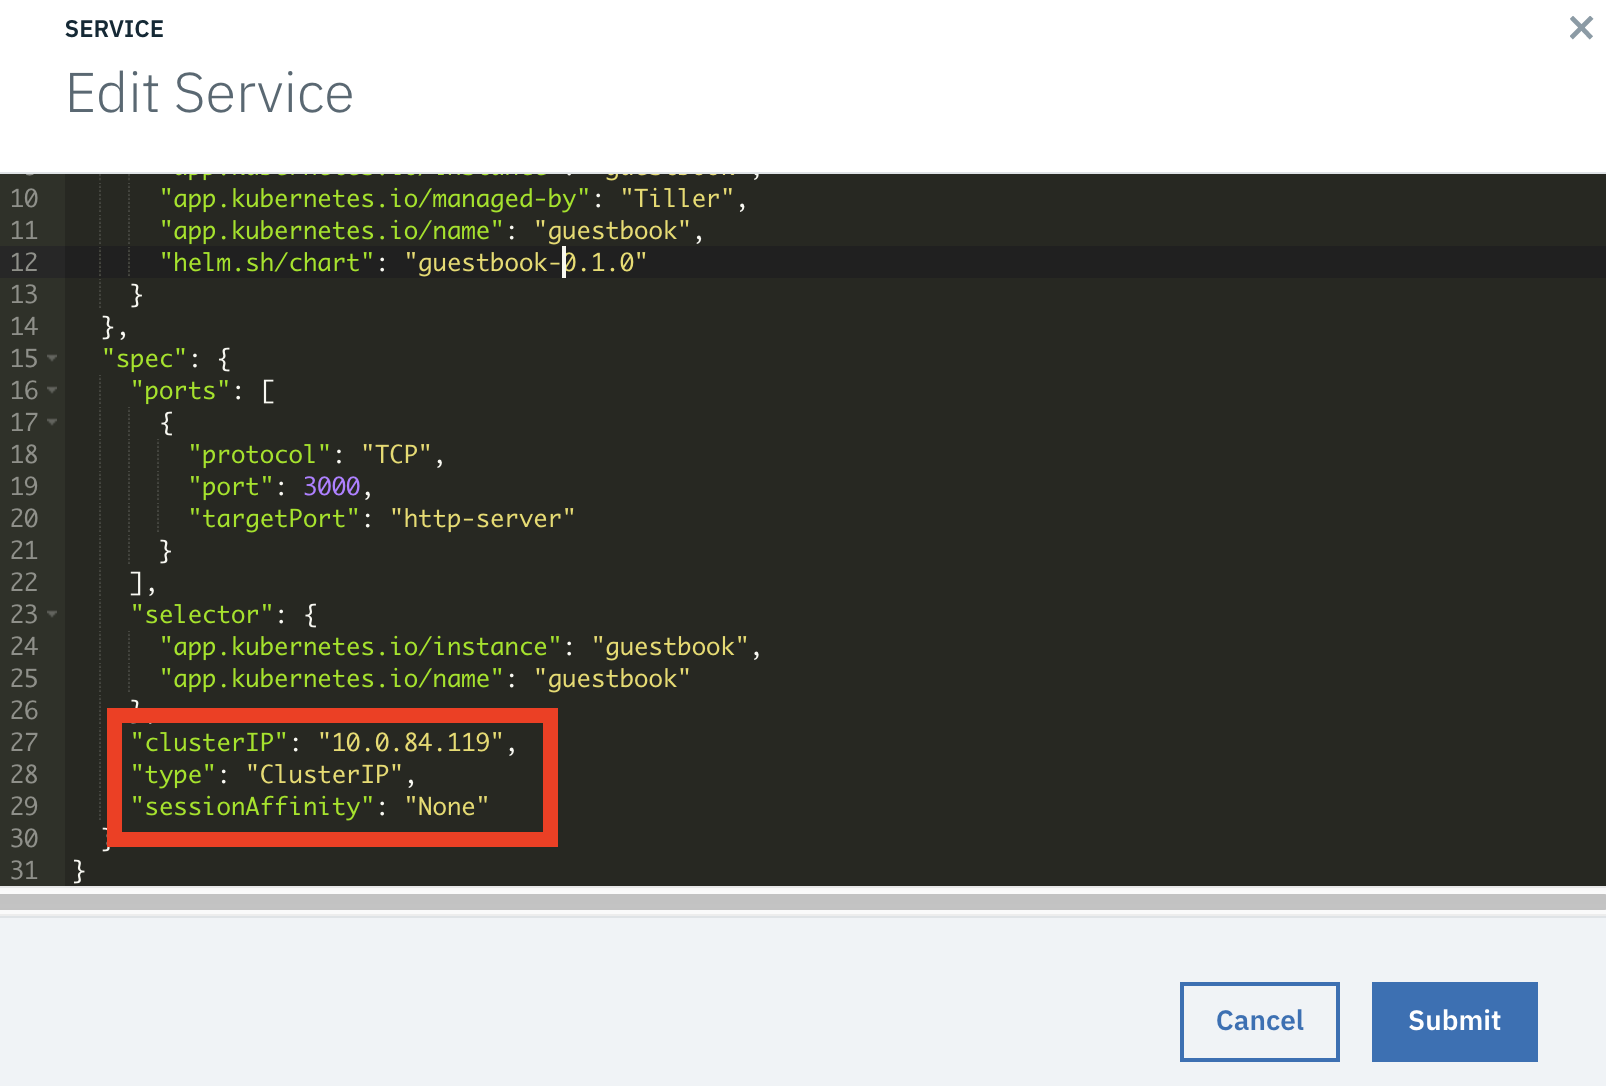 SERVICE
Edit Service
10 "app.kubernetes.io/managed-by": "Tiller",
11 "app.kubernetes.io/name": "guestbook",
12 "helm.sh/chart": "guestbook-0.1.0"
13 }
14 },
15 "spec": {
16 "ports": [
17 {
18 "protocol": "TCP",
19 "port": 3000,
20 "targetPort": "http-server"
21 }
22 ],
23 "selector": {
24 "app.kubernetes.io/instance": "guestbook",
25 "app.kubernetes.io/name": "guestbook"
26
27 "clusterIP": "10.0.84.119",
28 "type": "ClusterIP",
29 "sessionAffinity": "None"
30 }
31 }
Cancel
Submit